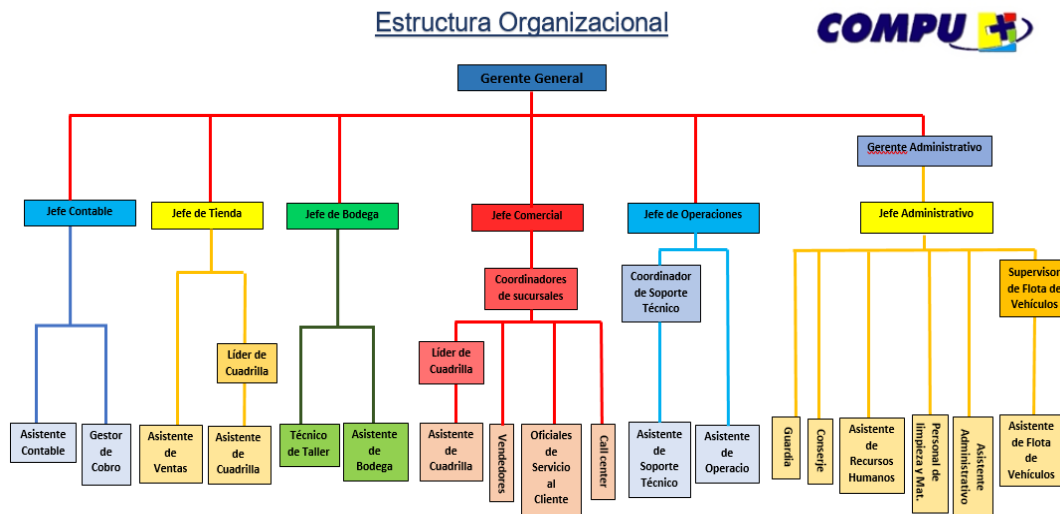 Estructura Organizacional
COMPU
Gerente General
Gerente Administrativo
Jefe Contable
Jefe de Tienda
Jefe de Bodega
Jefe Comercial
Jefe de Operaciones
Jefe Administrativo
Coordinadores
de sucursales
Coordinador
de Soporte
Técnico
Supervisor
de Flota de
Vehículos
Líder de
Cuadrilla
Líder de
Cuadrilla
Asistente
Contable
Gestor
de Cobro
Asistente
de
Ventas
Asistente
de
Cuadrilla
Técnico
de Taller
Asistente
de
Bodega
Asistente
de
Cuadrilla
Vendedores
Oficiales
de
Servicio
al
Cliente
Call center
Asistente
de
Soporte
Técnico
Asistente
de
Operacio
Guardia
Conserje
Asistente
de
Recursos
Humanos
Personal de
limpieza y Mat.
Asistente
Administrativo
Asistente
de Flota
de
Vehículos